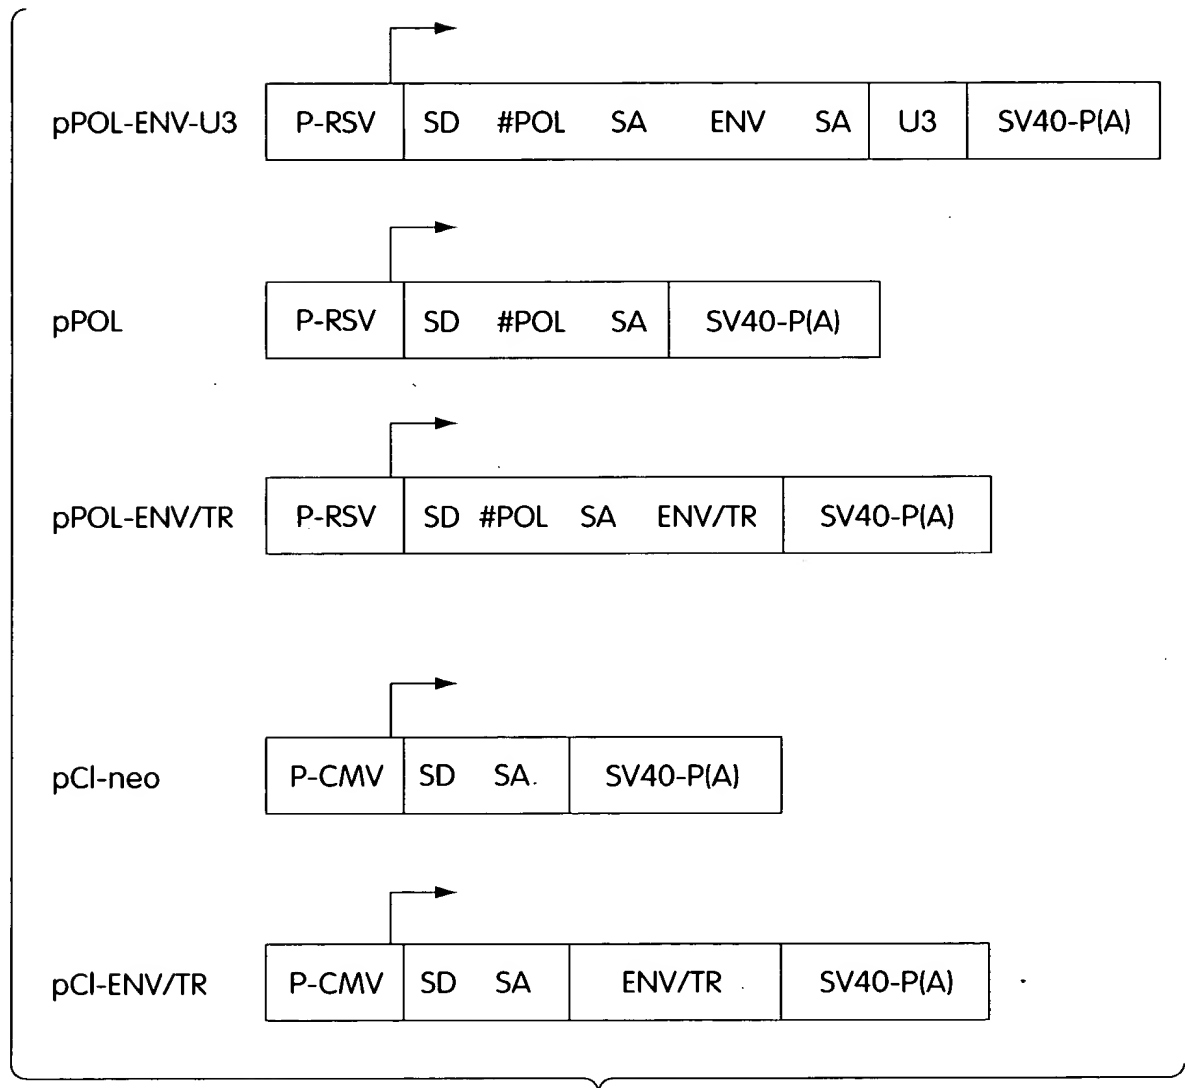 pPOL-ENV-U3 P-RSV SD #POL SA ENV SA U3 SV40-P(A)
pPOL P-RSV SD #POL SA SV40-P(A)
pPOL-ENV/TR P-RSV SD #POL SA ENV/TR SV40-P(A)
pCl-neo P-CMV SD SA SV40-P(A)
pCl-ENV/TR P-CMV SD SA ENV/TR SV40-P(A)